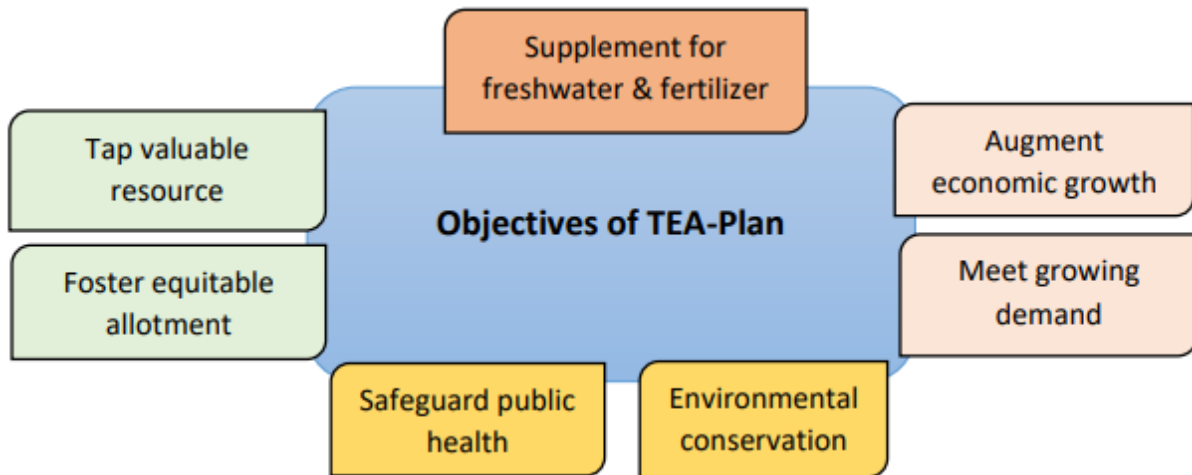 Supplement for
freshwater & fertilizer
Tap valuable
resource
Augment
economic growth
Objectives of TEA-Plan
Foster equitable
allotment
Meet growing
demand
Safeguard public
health
Environmental
conservation